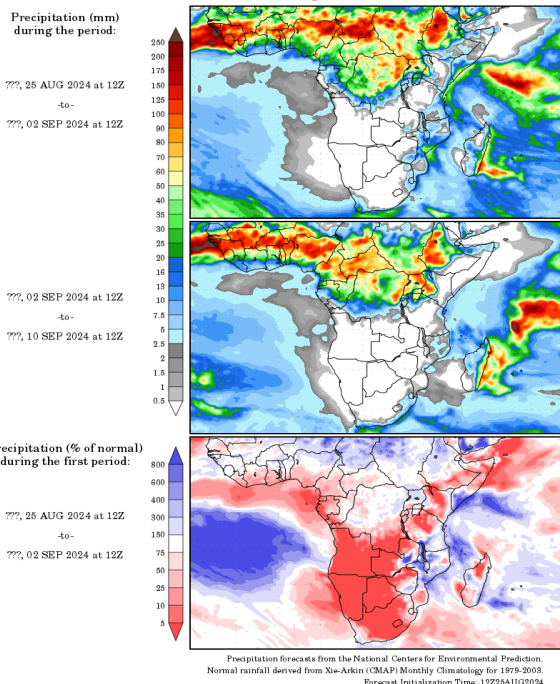 Precipitation (mm)
during the period:
???, 25 AUG 2024 at 12Z
-to-
???, 02 SEP 2024 at 12Z
250
200
175
150
125
100
90
80
70
60
50
40
35
30
25
20
16
13
10
7.5
5
2.5
2
1.5
1
0.5
???, 02 SEP 2024 at 12Z
-to-
???, 10 SEP 2024 at 12Z
recipitation (% of normal)
during the first period:
???, 25 AUG 2024 at 12Z
-to-
???, 02 SEP 2024 at 12Z
800
600
400
300
150
75
50
25
10
5
Precipitation forecasts from the National Centers for Environmental Prediction.
Normal rainfall derived from Xie-Arkin (CMAP) Monthly Climatology for 1979-2003.
Forecast Initialization Time: 12Z25AUG2024